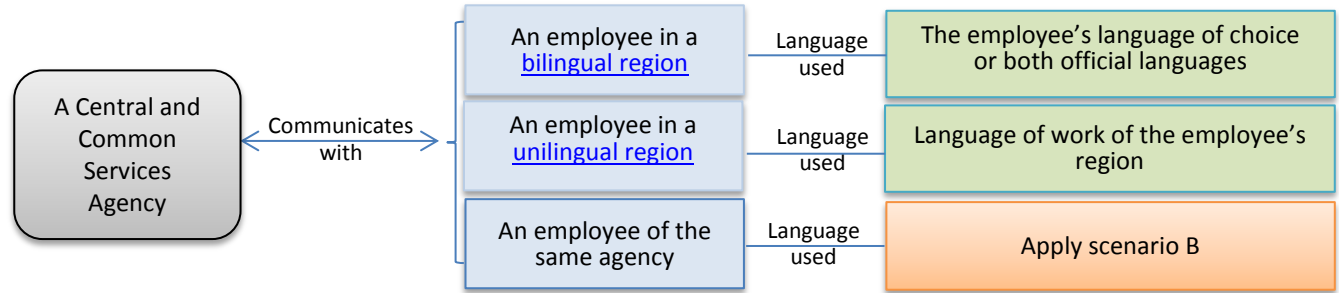 A Central and
Common
Services
Agency
Communicates
with
An employee in a
bilingual region
Language
used
The employee’s language of choice
or both official languages
An employee in a
unilingual region
Language
used
Language of work of the employee’s
region
An employee of the
same agency
Language
used
Apply scenario B